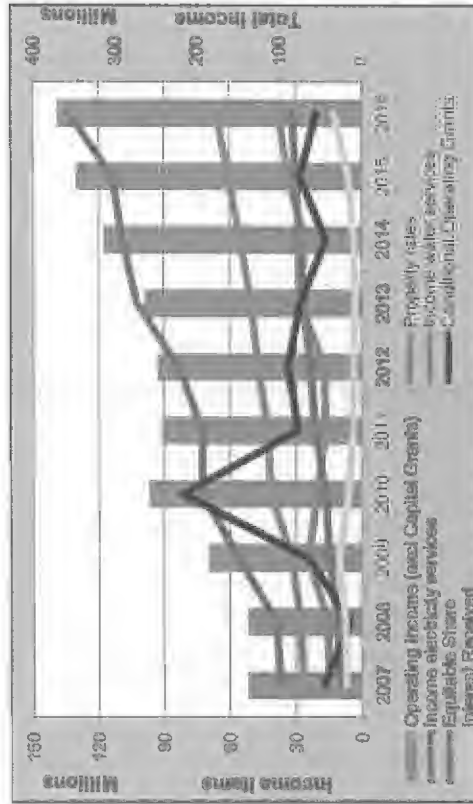 Millions
Income Items
150
120
90
60
30
0
Millions
Total Income
400
300
200
100
0
2007 2008 2009 2010 2011 2012 2013 2014 2015 2016
Operating Income (excl Capital Grants)
Property rates
Income electricity services
Income water services
Equitable Share
Conditional Operating Grants
Received